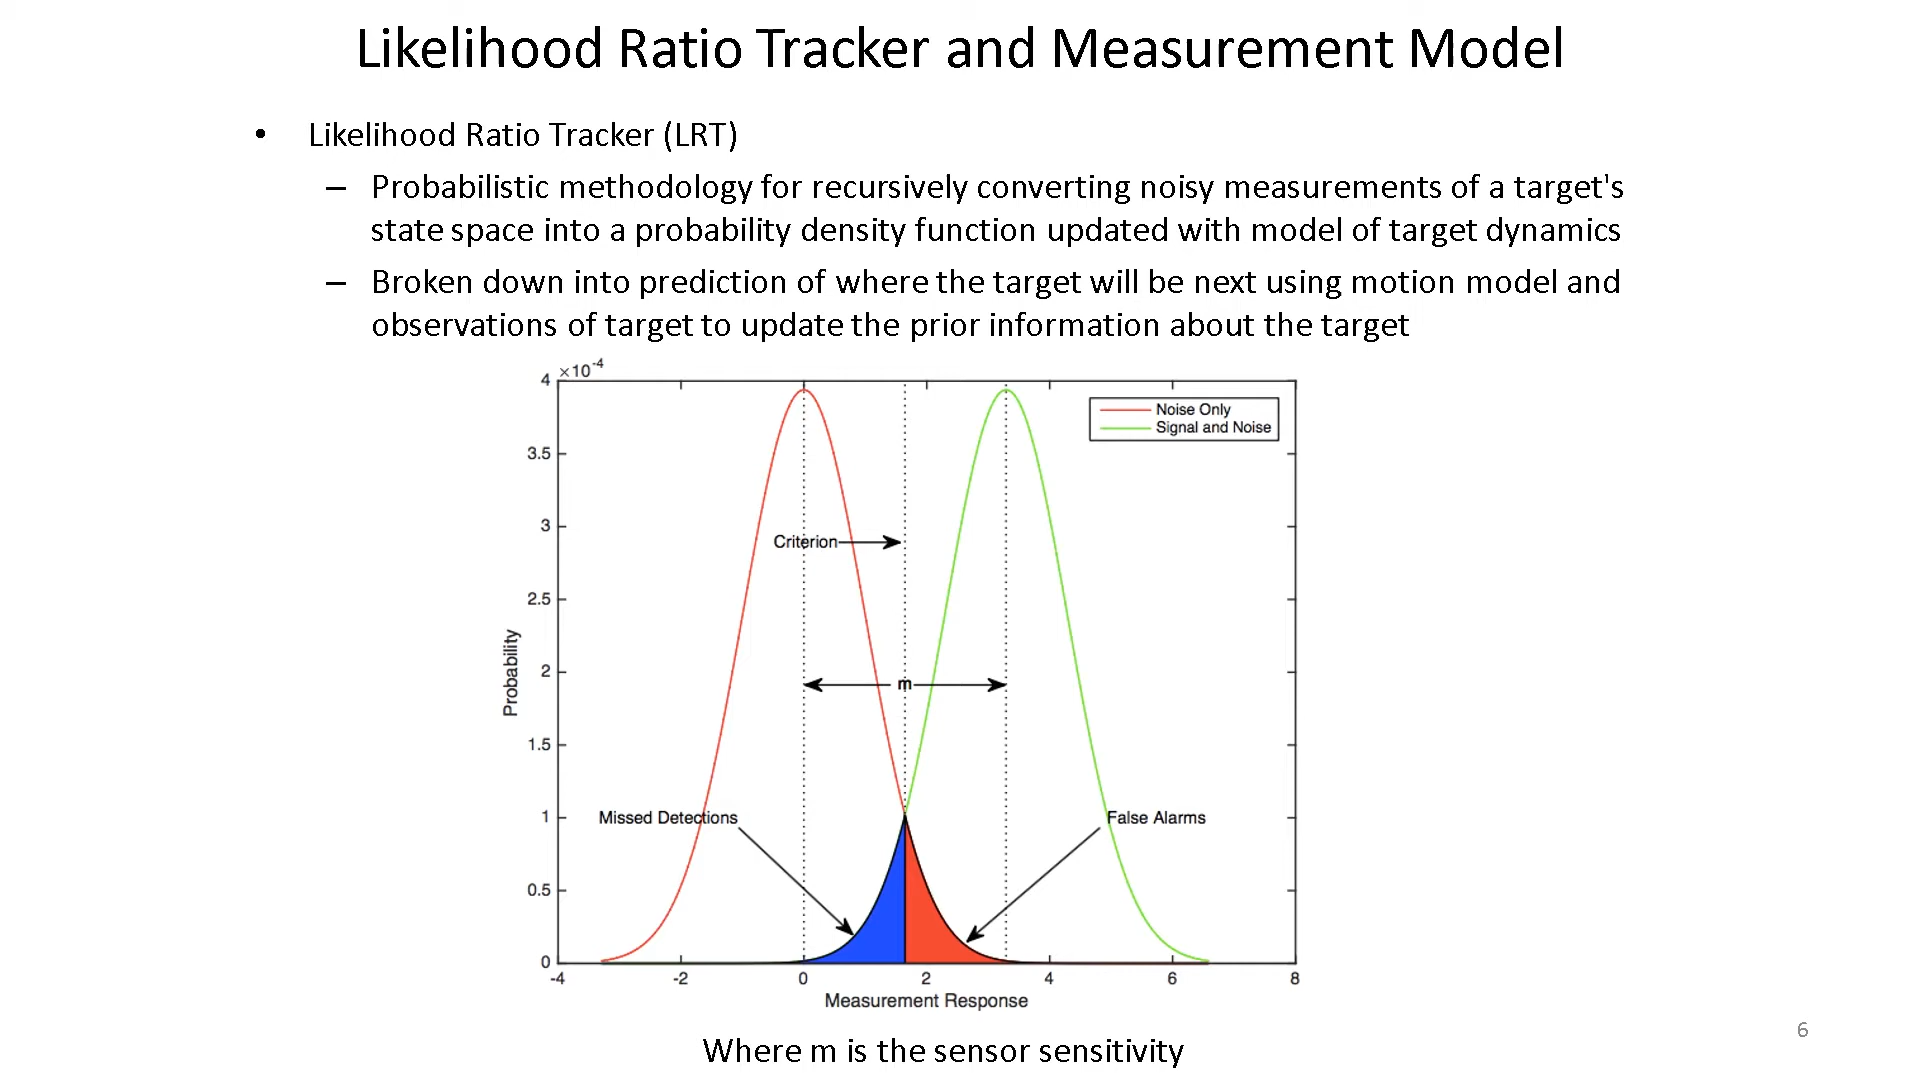 Likelihood Ratio Tracker and Measurement Model
• Likelihood Ratio Tracker (LRT)
– Probabilistic methodology for recursively converting noisy measurements of a target's
state space into a probability density function updated with model of target dynamics
– Broken down into prediction of where the target will be next using motion model and
observations of target to update the prior information about the target
×10⁻⁴
4
3.5
3
2.5
2
1.5
1
0.5
0
Probability
Noise Only
Signal and Noise
Criterion
m
Missed Detections
False Alarms
-4 -2 0 2 4 6 8
Measurement Response
Where m is the sensor sensitivity
6